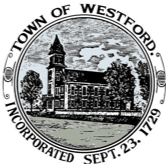 TOWN OF WESTFORD.
INCORPORATED SEPT. 23, 1729